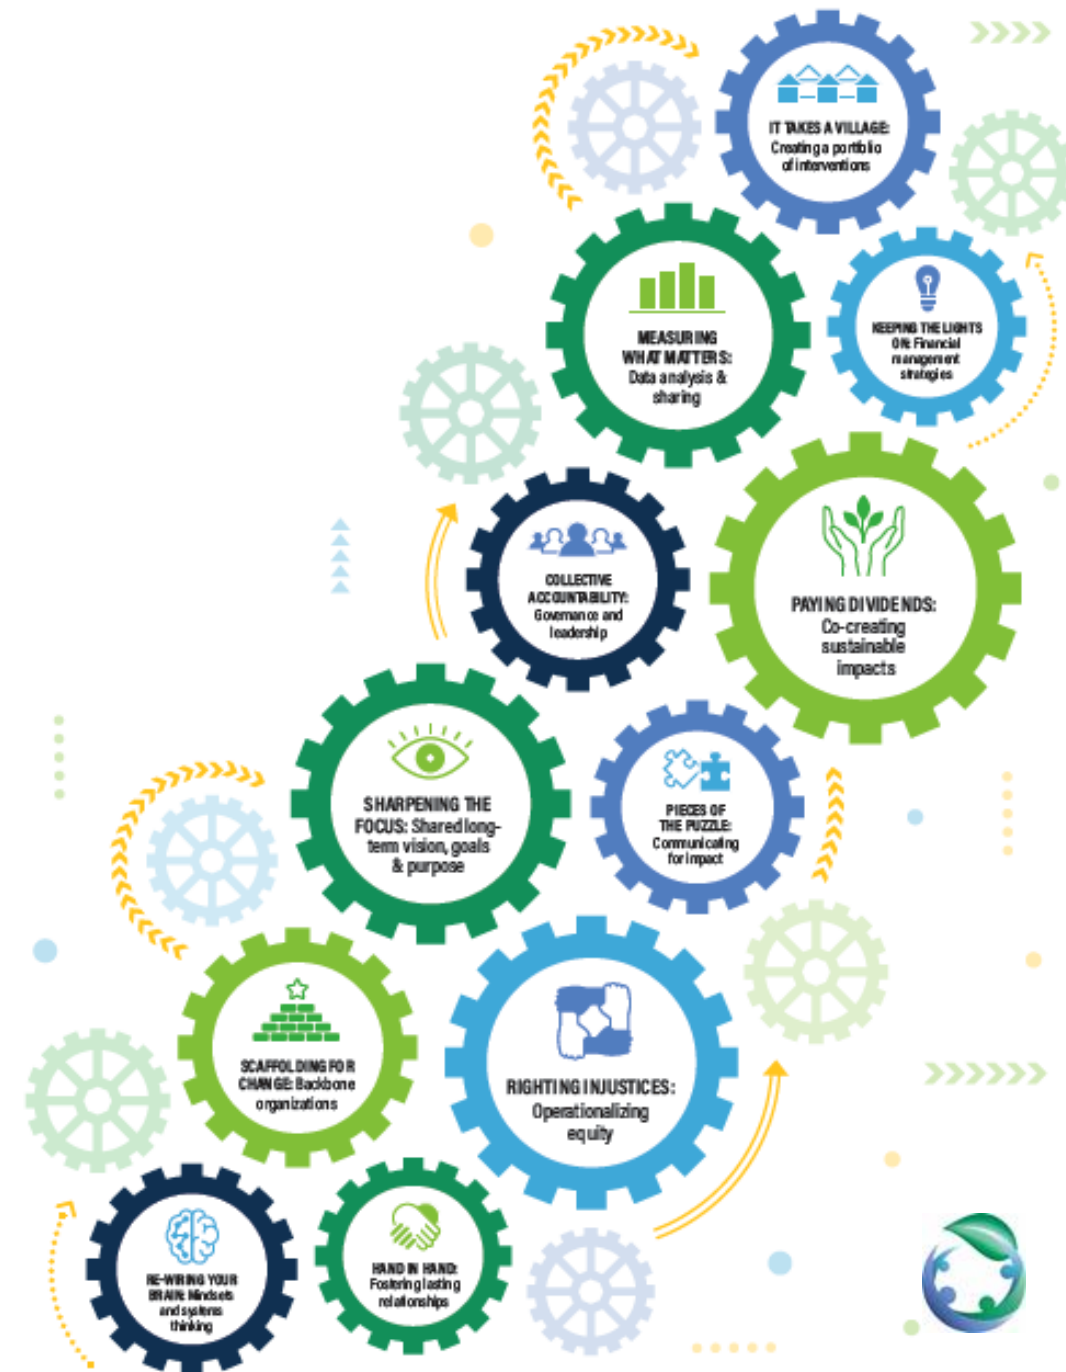 IT TAKES A VILLAGE:
Creating a portfolio
of interventions
MEASURING
WHAT MATTERS:
Data analysis &
sharing
KEEPING THE LIGHTS
ON: Financial
management
strategies
COLLECTIVE
ACCOUNTABILITY:
Governance and
leadership
PAYING DIVIDENDS:
Co-creating
sustainable
impacts
SHARPENING THE
FOCUS: Shared long-
term vision, goals
& purpose
PIECES OF
THE PUZZLE:
Communicating
for impact
SCAFFOLDING FOR
CHANGE: Backbone
organizations
RIGHTING INJUSTICES:
Operationalizing
equity
RE-WIRING YOUR
BRAIN: Mindsets
and systems
thinking
HAND IN HAND:
Fostering lasting
relationships